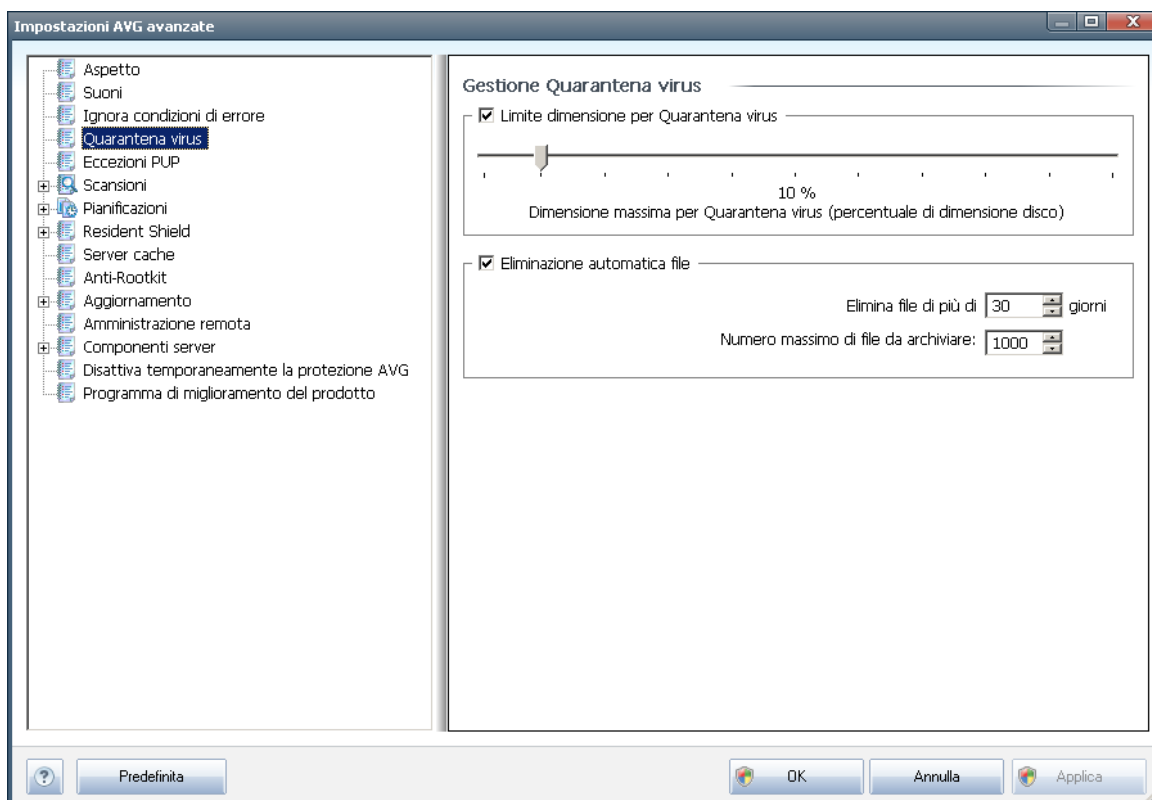 Impostazioni AVG avanzate
Aspetto
Suoni
Ignora condizioni di errore
Quarantena virus
Eccezioni PUP
Scansioni
Pianificazioni
Resident Shield
Server cache
Anti-Rootkit
Aggiornamento
Amministrazione remota
Componenti server
Disattiva temporaneamente la protezione AVG
Programma di miglioramento del prodotto
Gestione Quarantena virus
Limite dimensione per Quarantena virus
10 %
Dimensione massima per Quarantena virus (percentuale di dimensione disco)
Eliminazione automatica file
Elimina file di più di 30 giorni
Numero massimo di file da archiviare: 1000
? Predefinita OK Annulla Applica